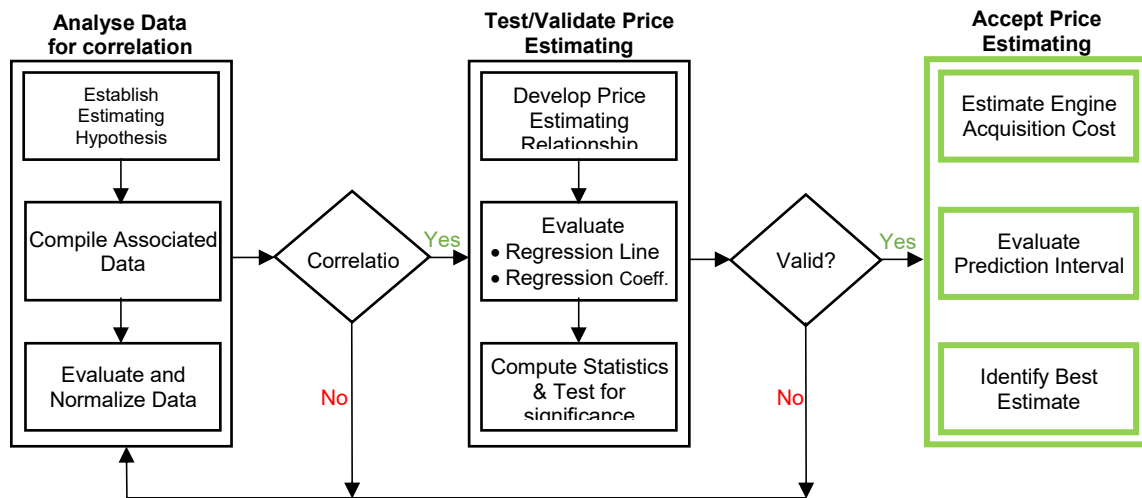 Analyse Data
for correlation
Establish
Estimating
Hypothesis
Compile Associated
Data
Evaluate and
Normalize Data
Correlatio
Yes
No
Test/Validate Price
Estimating
Develop Price
Estimating
Relationship
Evaluate
• Regression Line
• Regression Coeff.
Compute Statistics
& Test for
significance
Valid?
Yes
No
Accept Price
Estimating
Estimate Engine
Acquisition Cost
Evaluate
Prediction Interval
Identify Best
Estimate